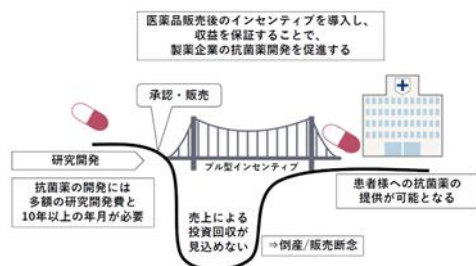 医薬品販売後のインセンティブを導入し、
収益を保証することで、
製薬企業の抗菌薬開発を促進する
承認・販売
研究開発
プル型インセンティブ
抗菌薬の開発には
多額の研究開発費と
10年以上の年月が必要
売上による
投資回収が
見込めない
⇒倒産/販売断念
患者様への抗菌薬の
提供が可能となる